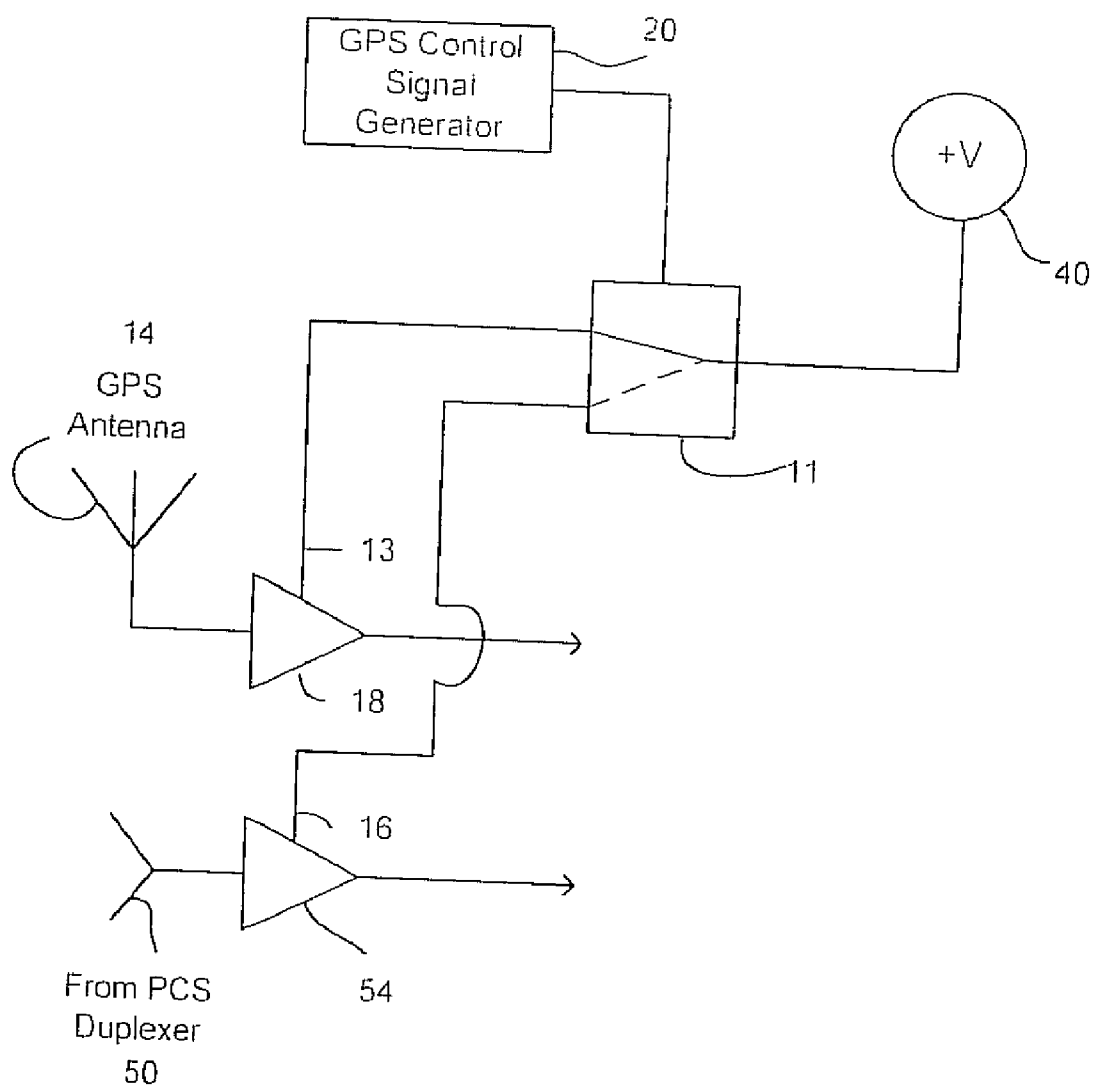 20
GPS Control
Signal
Generator
+V
40
14
GPS
Antenna
11
13
18
16
54
From PCS
Duplexer
50